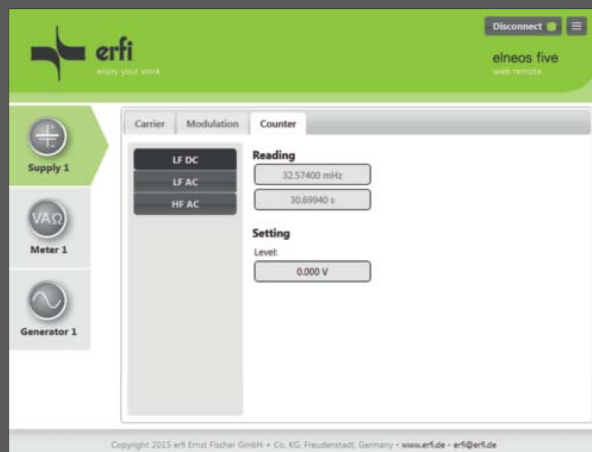 erfi
enjoy your work
Disconnect
elneos five
web remote
Supply 1
VAΩ
Meter 1
Generator 1
Carrier Modulation Counter
LF DC
LF AC
HF AC
Reading
32.57400 mHz
30.69940 s
Setting
Level:
0.000 V
Copyright 2015 erfi Ernst Fischer GmbH + Co. KG, Freudenstadt, Germany • www.erfi.de • erfi@erfi.de